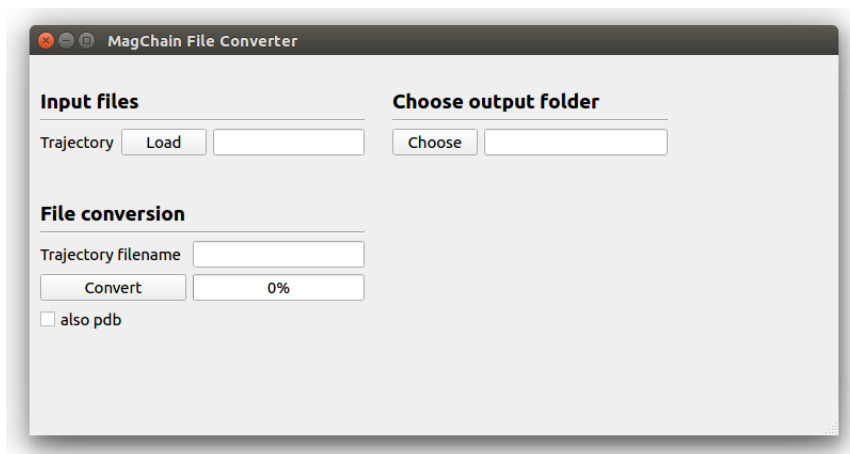 MagChain File Converter
Input files
Trajectory Load
Choose output folder
Choose
File conversion
Trajectory filename
Convert 0%
also pdb